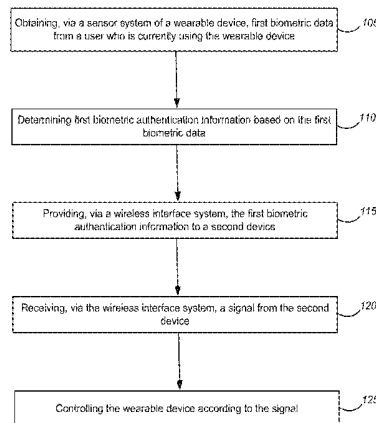 Obtaining, via a sensor system of a wearable device, first biometric data
from a user who is currently using the wearable device
105
Determining first biometric authentication information based on the first
biometric data
110
Providing, via a wireless interface system, the first biometric
authentication information to a second device
115
Receiving, via the wireless interface system, a signal from the second
device
120
Controlling the wearable device according to the signal
125